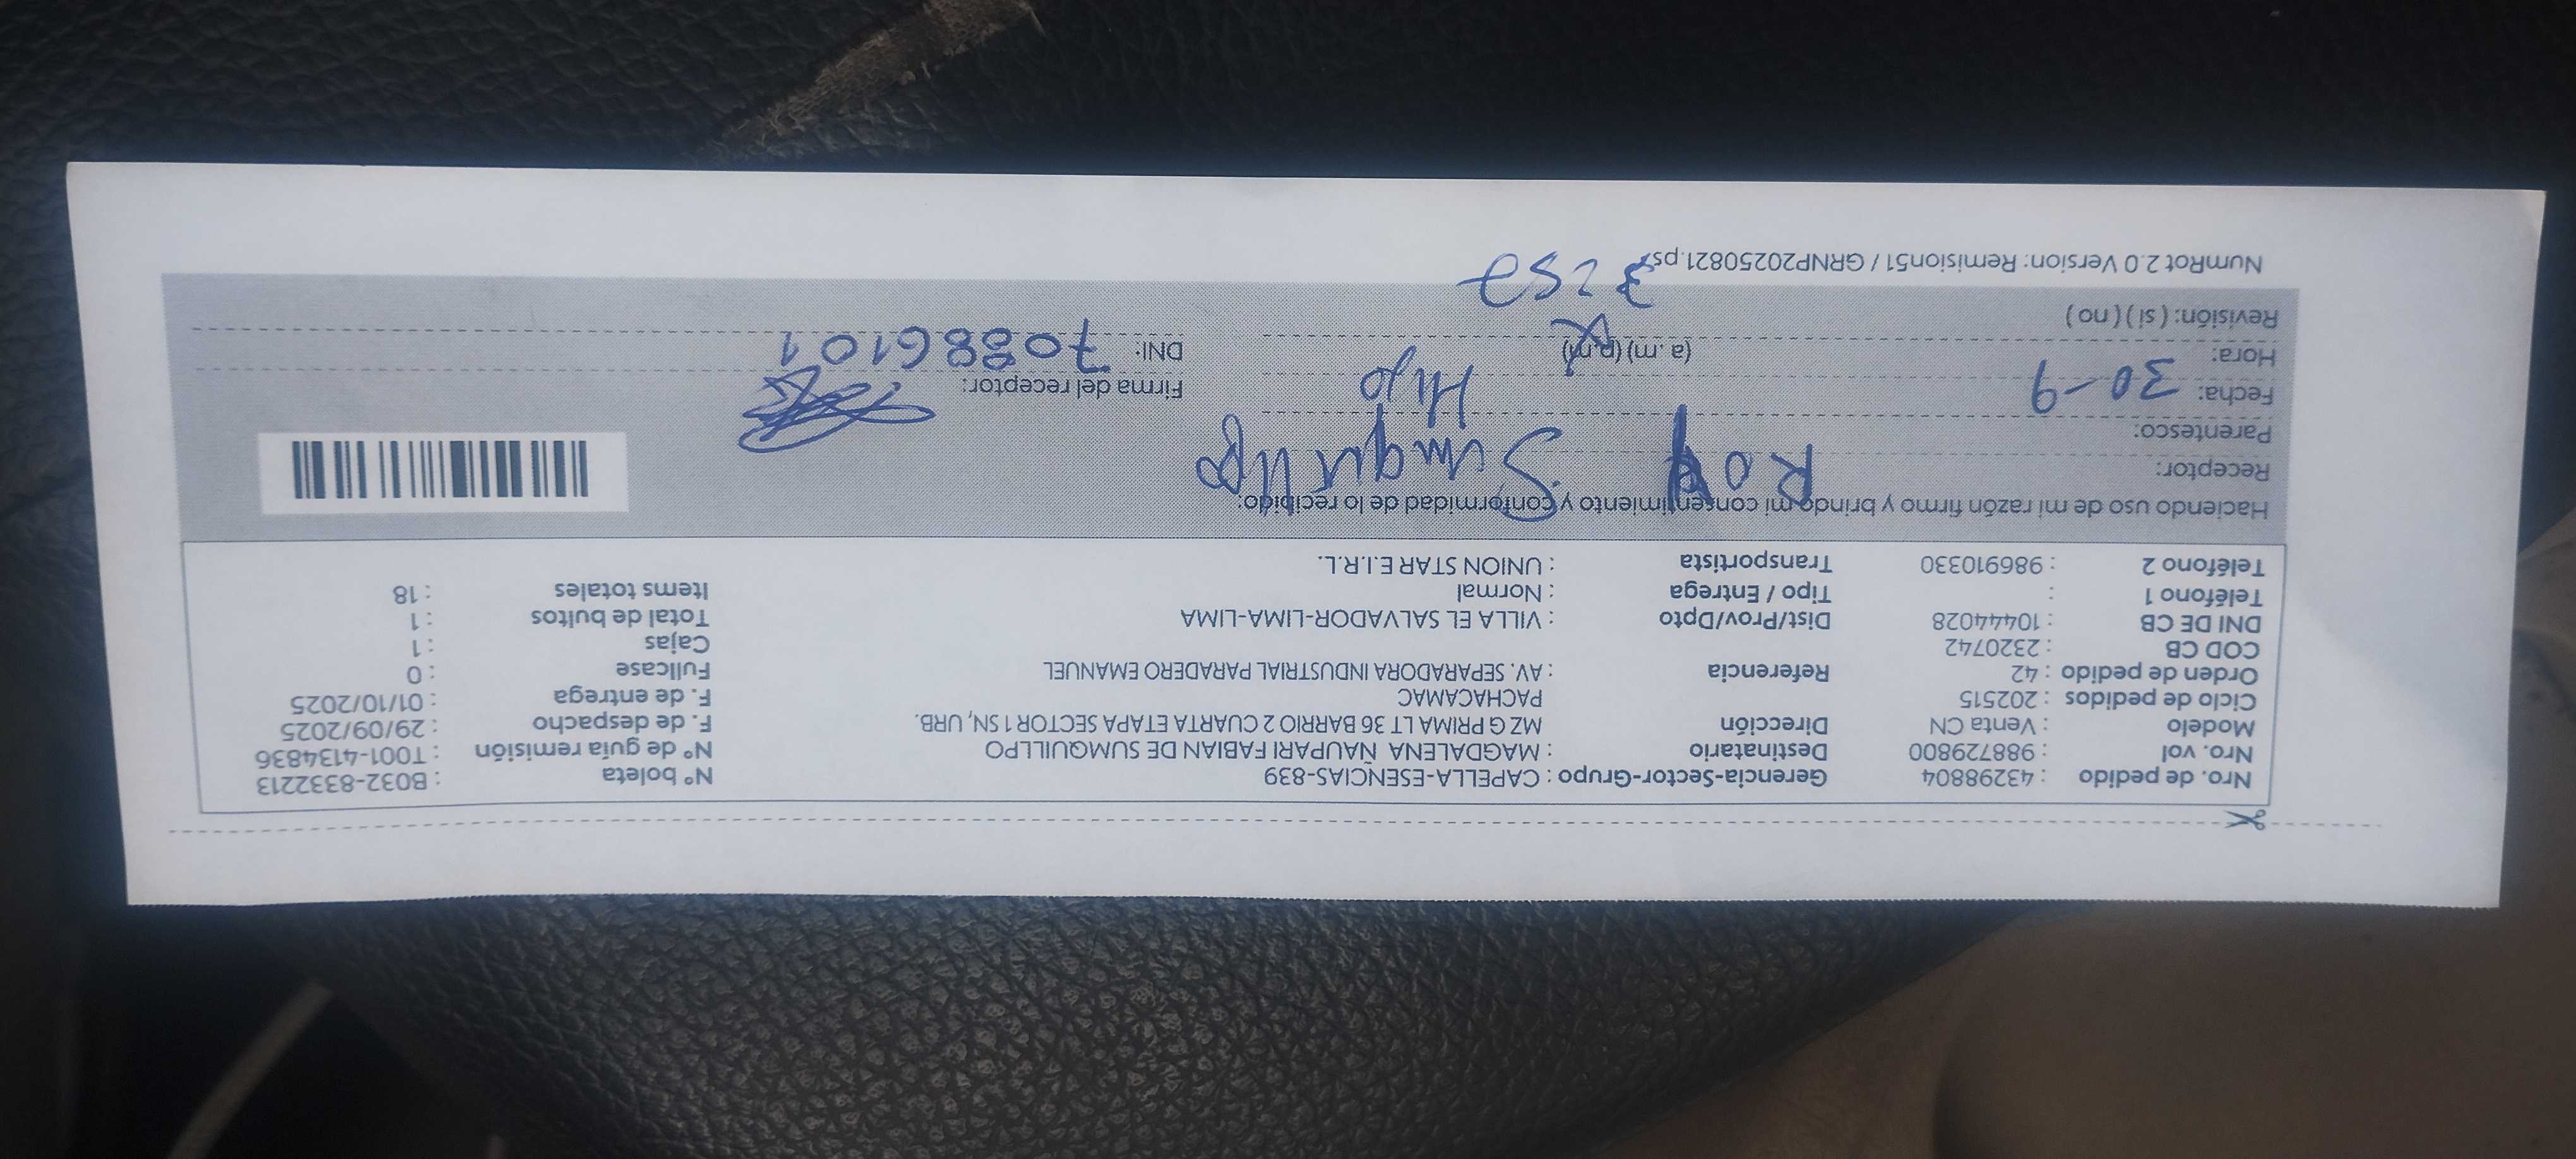 Nro. de pedido : 43298804 Gerencia-Sector-Grupo : CAPELLA-ESENCIAS-839 N° boleta : B032-8332213
Nro. vol : 988729800 Destinatario : MAGDALENA ÑAUPARI FABIAN DE SUMQUILLPO N° de guía remisión : T001-4134836
Modelo : Venta CN Dirección MZ G PRIMA LT 36 BARRIO 2 CUARTA ETAPA SECTOR 1 SN, URB. F. de despacho : 29/09/2025
Ciclo de pedidos : 202515 PACHACAMAC F. de entrega : 01/10/2025
Orden de pedido : 42 Referencia : AV. SEPARADORA INDUSTRIAL PARADERO EMANUEL Fullcase : 0
COD CB : 2320742 Cajas : 1
DNI DE CB : 10444028 Dist/Prov/Dpto : VILLA EL SALVADOR-LIMA-LIMA Total de bultos : 1
Teléfono 1 : Tipo / Entrega : Normal Items totales : 18
Teléfono 2 : 986910330 Transportista : UNION STAR E.I.R.L.
Haciendo uso de mi razón firmo y brindo mi consentimiento y conformidad de lo recibido:
Receptor: Roy Sumquillpo
Parentesco: Hijo
Fecha: 30-9 Firma del receptor:
Hora: (a .m) (p.m) DNI: 70886101
Revisión: ( si ) ( no )
NumRot 2.0 Version: Remision51 / GRNP20250821.ps